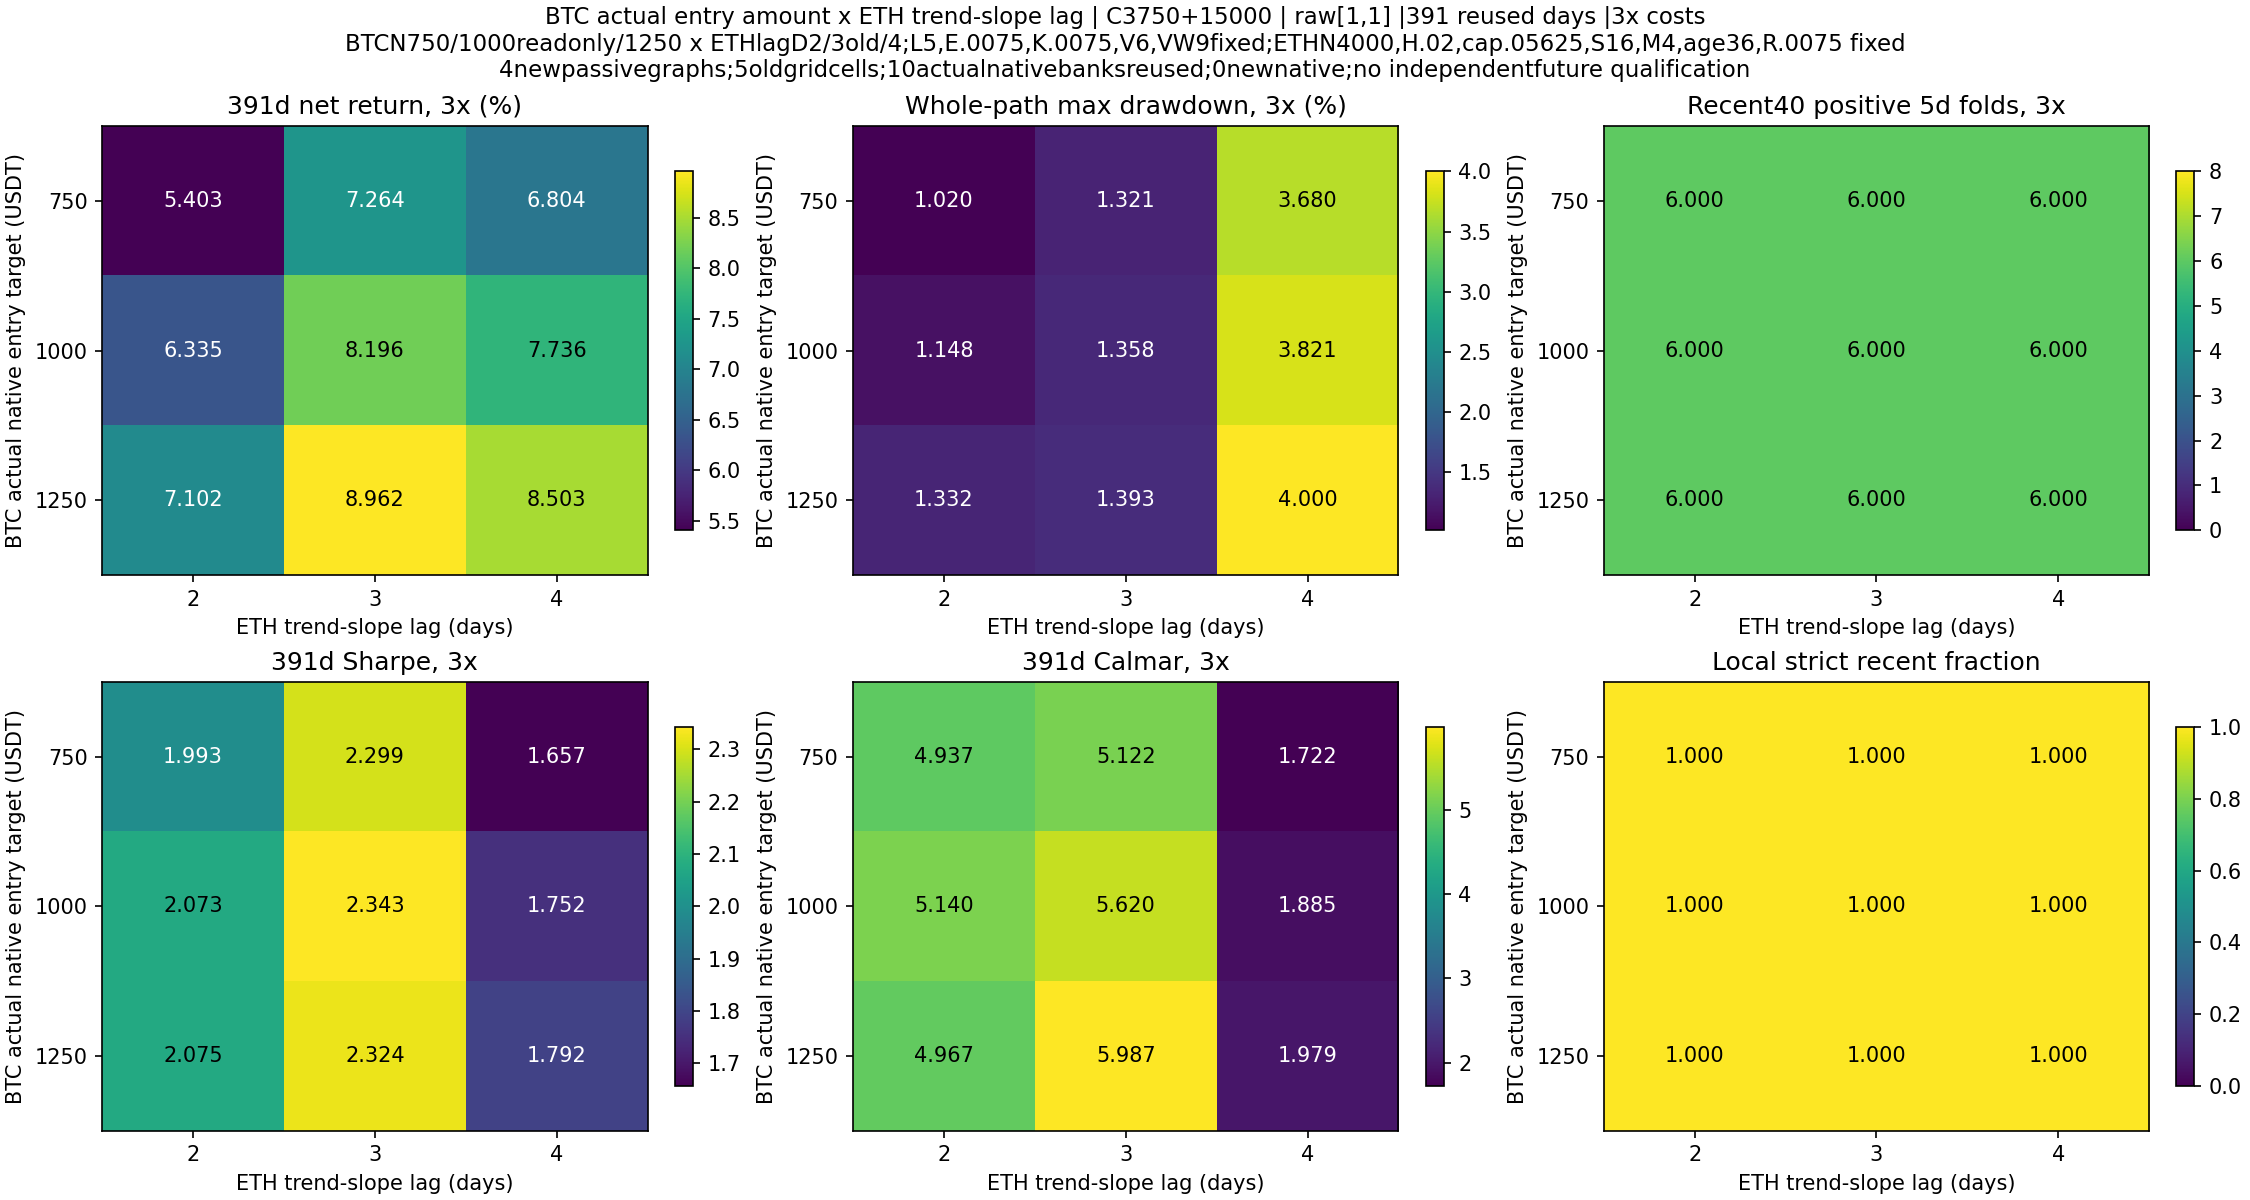 BTC actual entry amount x ETH trend-slope lag | C3750+15000 | raw[1,1] |391 reused days |3x costs
BTCN750/1000readonly/1250 x ETHlagD2/3old/4;L5,E.0075,K.0075,V6,VW9fixed;ETHN4000,H.02,cap.05625,S16,M4,age36,R.0075 fixed
4newpassivegraphs;5oldgridcells;10actualnativebanksreused;0newnative;no independentfuture qualification
391d net return, 3x (%)
BTC actual native entry target (USDT)
750
1000
1250
5.403 7.264 6.804
6.335 8.196 7.736
7.102 8.962 8.503
2 3 4
ETH trend-slope lag (days)
8.5
8.0
7.5
7.0
6.5
6.0
5.5
Whole-path max drawdown, 3x (%)
BTC actual native entry target (USDT)
750
1000
1250
1.020 1.321 3.680
1.148 1.358 3.821
1.332 1.393 4.000
2 3 4
ETH trend-slope lag (days)
4.0
3.5
3.0
2.5
2.0
1.5
Recent40 positive 5d folds, 3x
BTC actual native entry target (USDT)
750
1000
1250
6.000 6.000 6.000
6.000 6.000 6.000
6.000 6.000 6.000
2 3 4
ETH trend-slope lag (days)
8
7
6
5
4
3
2
1
0
391d Sharpe, 3x
BTC actual native entry target (USDT)
750
1000
1250
1.993 2.299 1.657
2.073 2.343 1.752
2.075 2.324 1.792
2 3 4
ETH trend-slope lag (days)
2.3
2.2
2.1
2.0
1.9
1.8
1.7
391d Calmar, 3x
BTC actual native entry target (USDT)
750
1000
1250
4.937 5.122 1.722
5.140 5.620 1.885
4.967 5.987 1.979
2 3 4
ETH trend-slope lag (days)
5
4
3
2
Local strict recent fraction
BTC actual native entry target (USDT)
750
1000
1250
1.000 1.000 1.000
1.000 1.000 1.000
1.000 1.000 1.000
2 3 4
ETH trend-slope lag (days)
1.0
0.8
0.6
0.4
0.2
0.0